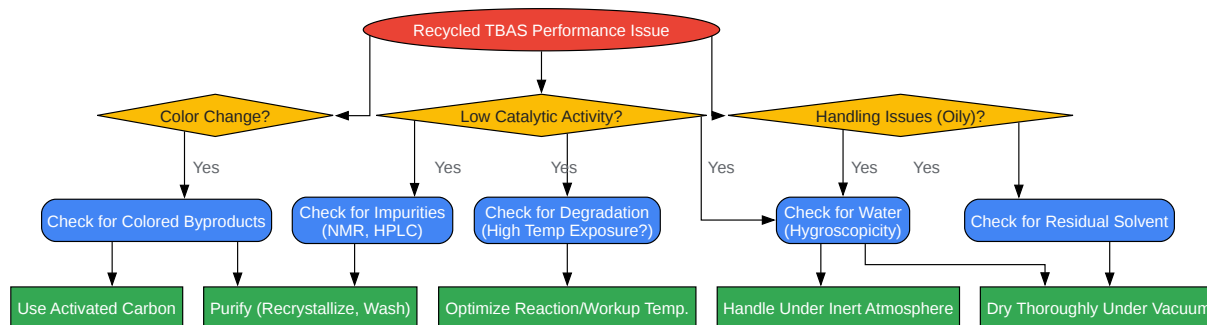 Recycled TBAS Performance Issue
Color Change?
Low Catalytic Activity?
Handling Issues (Oily)?
Yes
Yes
Yes
Yes
Yes
Yes
Check for Colored Byproducts
Check for Impurities
(NMR, HPLC)
Check for Degradation
(High Temp Exposure?)
Check for Water
(Hygroscopicity)
Check for Residual Solvent
Use Activated Carbon
Purify (Recrystallize, Wash)
Optimize Reaction/Workup Temp.
Handle Under Inert Atmosphere
Dry Thoroughly Under Vacuum